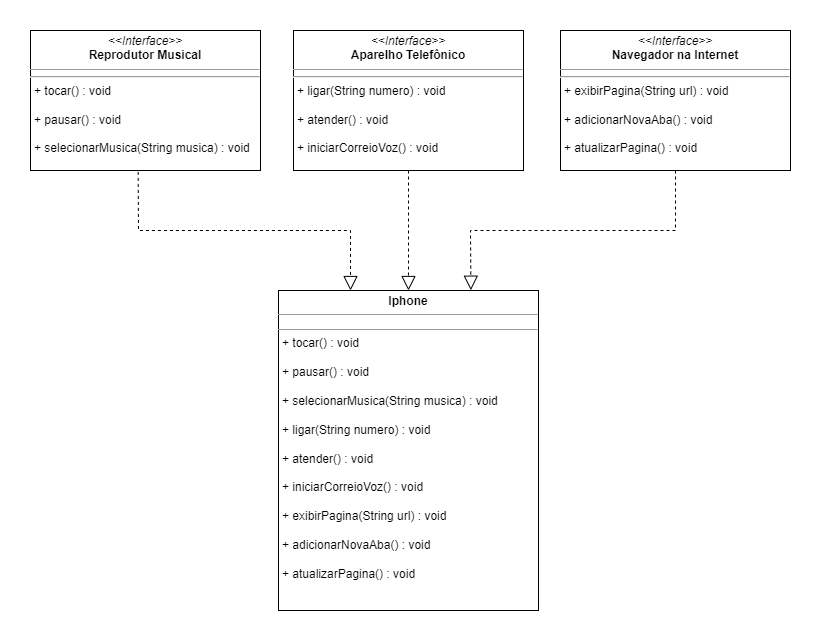 <<Interface>>
Reprodutor Musical
+ tocar() : void
+ pausar() : void
+ selecionarMusica(String musica) : void
<<Interface>>
Aparelho Telefônico
+ ligar(String numero) : void
+ atender() : void
+ iniciarCorreioVoz() : void
<<Interface>>
Navegador na Internet
+ exibirPagina(String url) : void
+ adicionarNovaAba() : void
+ atualizarPagina() : void
Iphone
+ tocar() : void
+ pausar() : void
+ selecionarMusica(String musica) : void
+ ligar(String numero) : void
+ atender() : void
+ iniciarCorreioVoz() : void
+ exibirPagina(String url) : void
+ adicionarNovaAba() : void
+ atualizarPagina() : void